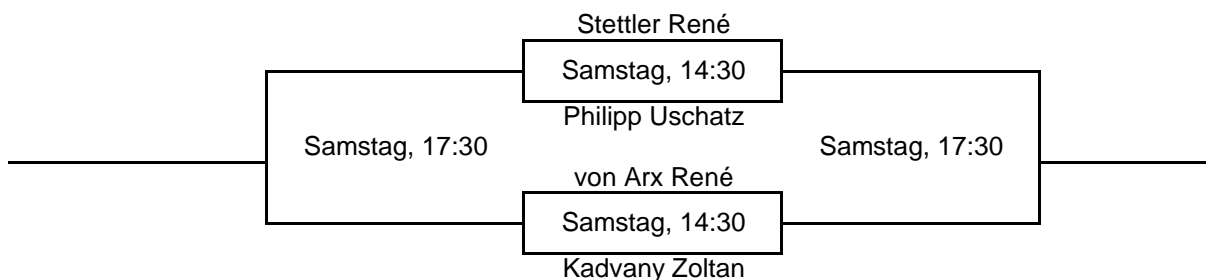 Stettler René
Samstag, 14:30
Philipp Uschatz
Samstag, 17:30
Samstag, 17:30
von Arx René
Samstag, 14:30
Kadvany Zoltan